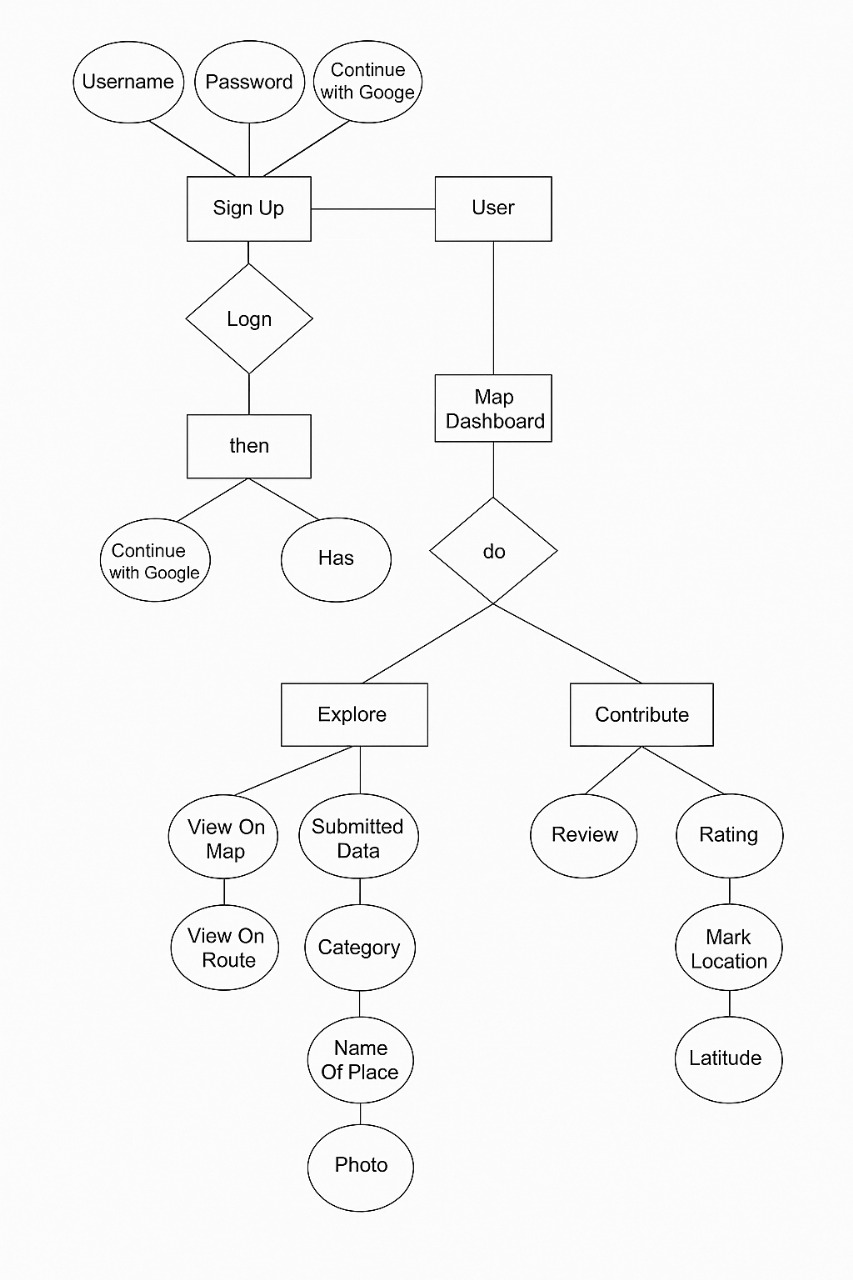 Username
Password
Continue
with Googe
Sign Up
User
Logn
Map
Dashboard
then
Continue
with Google
Has
do
Explore
Contribute
View On
Map
Submitted
Data
Review
Rating
View On
Route
Category
Mark
Location
Name
Of Place
Latitude
Photo